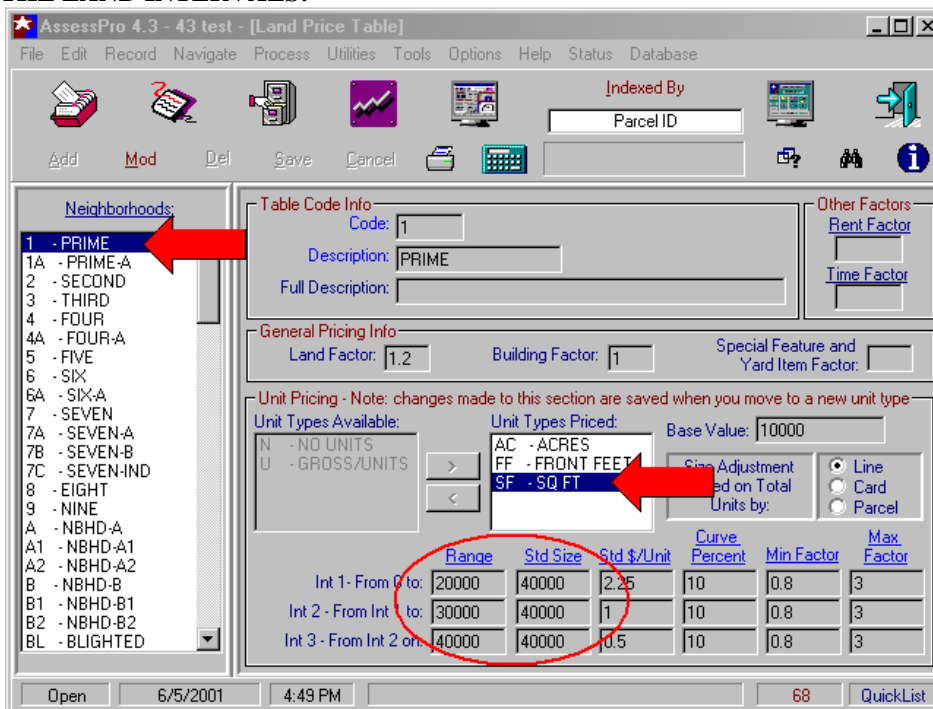 AssessPro 4.3 - 43 test - [Land Price Table]
File Edit Record Navigate Process Utilities Tools Options Help Status Database
Indexed By
Parcel ID
Add Mod Del Save Cancel
Neighborhoods:
1 - PRIME
1A - PRIME-A
2 - SECOND
3 - THIRD
4 - FOUR
4A - FOUR-A
5 - FIVE
6 - SIX
6A - SIX-A
7 - SEVEN
7A - SEVEN-A
7B - SEVEN-B
7C - SEVEN-IND
8 - EIGHT
9 - NINE
A - NBHD-A
A1 - NBHD-A1
A2 - NBHD-A2
B - NBHD-B
B1 - NBHD-B1
B2 - NBHD-B2
BL - BLIGHTED
Table Code Info
Code: 1
Description: PRIME
Full Description:
Other Factors
Rent Factor
Time Factor
General Pricing Info
Land Factor: 1.2 Building Factor: 1 Special Feature and
Yard Item Factor:
Unit Pricing - Note: changes made to this section are saved when you move to a new unit type
Unit Types Available:
N - NO UNITS
U - GROSS/UNITS
>
<
Unit Types Priced:
AC - ACRES
FF - FRONT FEET
SF - SQ FT
Base Value: 10000
Size Adjustment
on Total
Units by:
Line
Card
Parcel
Range Std Size Std $/Unit Curve Percent Min Factor Max Factor
Int 1 - From 0 to: 20000 40000 2.25 10 0.8 3
Int 2 - From Int 1 to: 30000 40000 1 10 0.8 3
Int 3 - From Int 2 on: 40000 40000 0.5 10 0.8 3
Open 6/5/2001 4:49 PM 68 QuickList